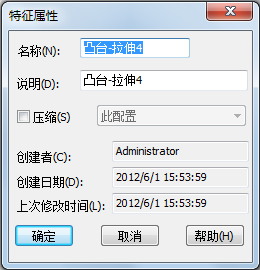 特征属性
名称(N): 凸台-拉伸4
说明(D): 凸台-拉伸4
压缩(S) 此配置
创建者(C): Administrator
创建日期(D): 2012/6/1 15:53:59
上次修改时间(L): 2012/6/1 15:53:59
确定 取消 帮助(H)